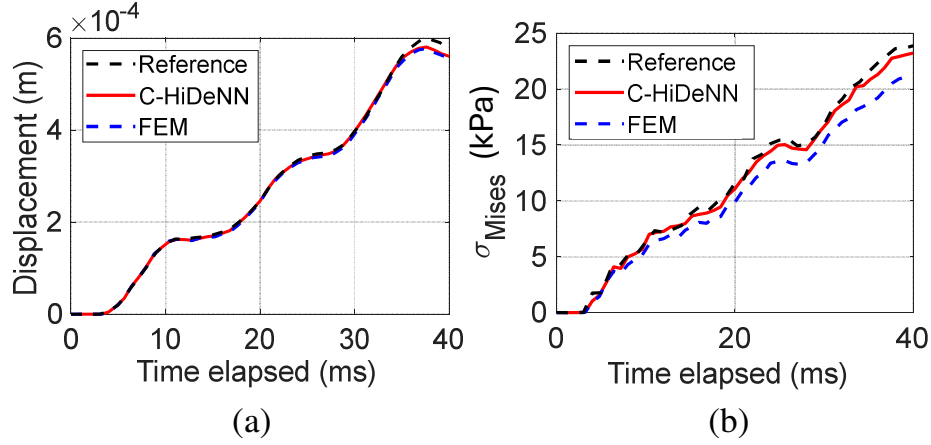 ×10⁻⁴
6
4
2
0
Displacement (m)
Reference
C-HiDeNN
FEM
0 10 20 30 40
Time elapsed (ms)
(a)
25
20
15
10
5
0
σMises (kPa)
Reference
C-HiDeNN
FEM
0 20 40
Time elapsed (ms)
(b)